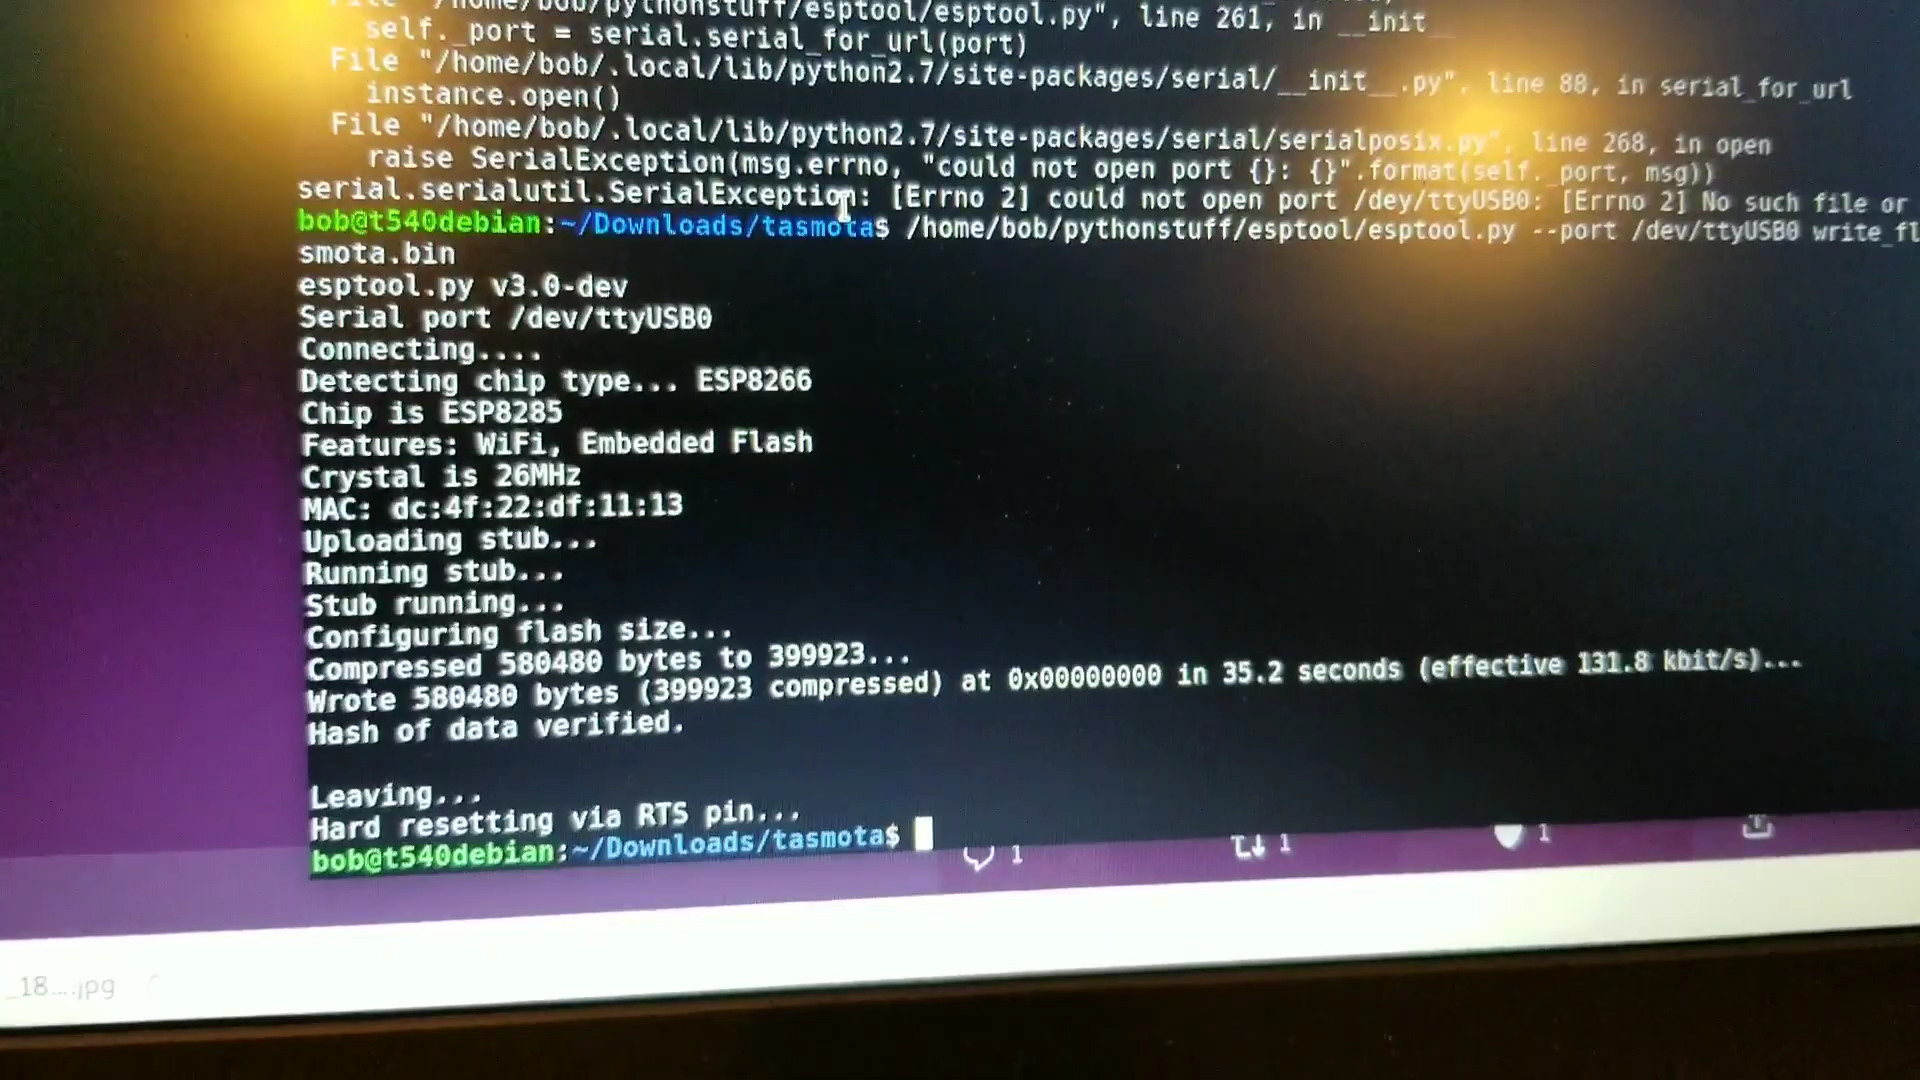 File "/home/bob/pythonstuff/esptool/esptool.py", line 261, in __init__
self._port = serial.serial_for_url(port)
File "/home/bob/.local/lib/python2.7/site-packages/serial/__init__.py", line 88, in serial_for_url
instance.open()
File "/home/bob/.local/lib/python2.7/site-packages/serial/serialposix.py", line 268, in open
raise SerialException(msg.errno, "could not open port {}: {}".format(self._port, msg))
serial.serialutil.SerialException: [Errno 2] could not open port /dev/ttyUSB0: [Errno 2] No such file or
bob@t540debian:~/Downloads/tasmota$ /home/bob/pythonstuff/esptool/esptool.py --port /dev/ttyUSB0 write_fl
smota.bin
esptool.py v3.0-dev
Serial port /dev/ttyUSB0
Connecting....
Detecting chip type... ESP8266
Chip is ESP8285
Features: WiFi, Embedded Flash
Crystal is 26MHz
MAC: dc:4f:22:df:11:13
Uploading stub...
Running stub...
Stub running...
Configuring flash size...
Compressed 580480 bytes to 399923...
Wrote 580480 bytes (399923 compressed) at 0x00000000 in 35.2 seconds (effective 131.8 kbit/s)...
Hash of data verified.
Leaving...
Hard resetting via RTS pin...
bob@t540debian:~/Downloads/tasmota$
1 1 1
_18....jpg